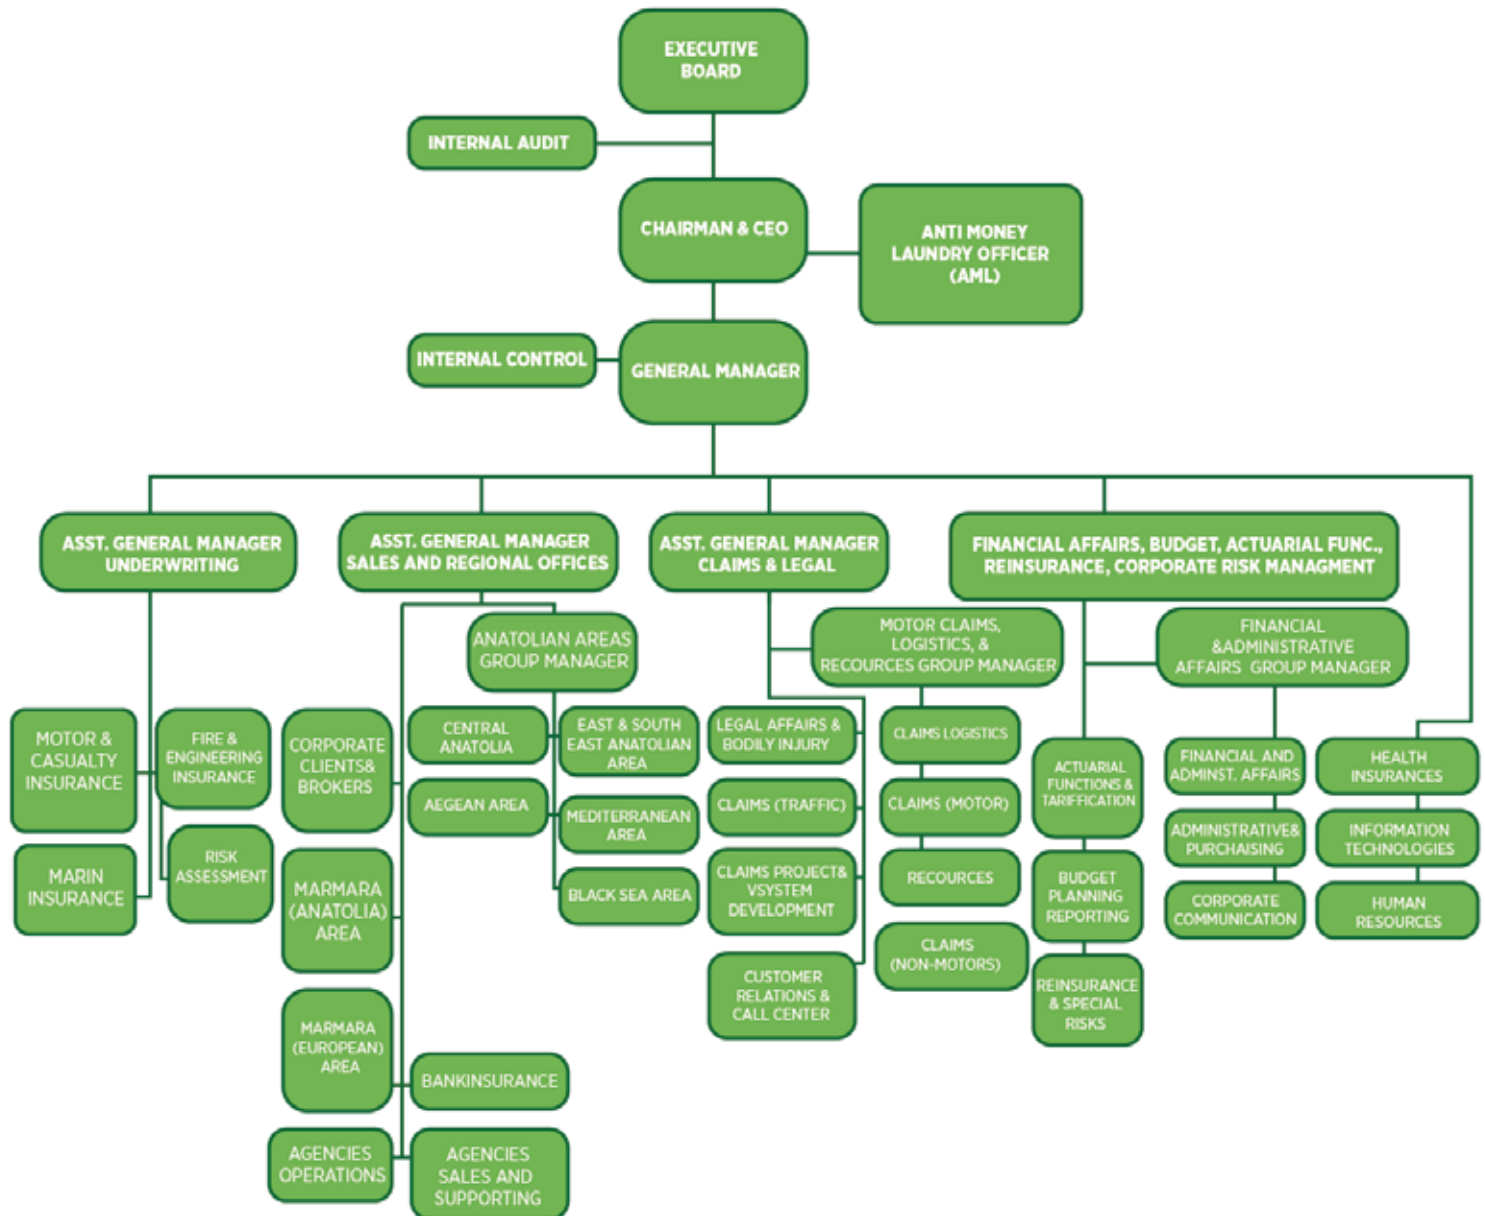 EXECUTIVE
BOARD
INTERNAL AUDIT
CHAIRMAN & CEO
ANTI MONEY
LAUNDRY OFFICER
(AML)
INTERNAL CONTROL
GENERAL MANAGER
ASST. GENERAL MANAGER
UNDERWRITING
ASST. GENERAL MANAGER
SALES AND REGIONAL OFFICES
ASST. GENERAL MANAGER
CLAIMS & LEGAL
FINANCIAL AFFAIRS, BUDGET, ACTUARIAL FUNC.,
REINSURANCE, CORPORATE RISK MANAGMENT
ANATOLIAN AREAS
GROUP MANAGER
MOTOR CLAIMS,
LOGISTICS, &
RECOURCES GROUP MANAGER
FINANCIAL
&ADMINISTRATIVE
AFFAIRS GROUP MANAGER
MOTOR &
CASUALTY
INSURANCE
FIRE &
ENGINEERING
INSURANCE
MARIN
INSURANCE
RISK
ASSESSMENT
CORPORATE
CLIENTS&
BROKERS
MARMARA
(ANATOLIA)
AREA
MARMARA
(EUROPEAN)
AREA
AGENCIES
OPERATIONS
BANKINSURANCE
AGENCIES
SALES AND
SUPPORTING
CENTRAL
ANATOLIA
AEGEAN AREA
EAST & SOUTH
EAST ANATOLIAN
AREA
MEDITERRANEAN
AREA
BLACK SEA AREA
LEGAL AFFAIRS &
BODILY INJURY
CLAIMS (TRAFFIC)
CLAIMS PROJECT&
VSYSTEM
DEVELOPMENT
CUSTOMER
RELATIONS &
CALL CENTER
CLAIMS LOGISTICS
CLAIMS (MOTOR)
RECOURCES
CLAIMS
(NON-MOTORS)
ACTUARIAL
FUNCTIONS &
TARIFFICATION
BUDGET
PLANNING
REPORTING
REINSURANCE
& SPECIAL
RISKS
FINANCIAL AND
ADMINST. AFFAIRS
ADMINISTRATIVE&
PURCHAISING
CORPORATE
COMMUNICATION
HEALTH
INSURANCES
INFORMATION
TECHNOLOGIES
HUMAN
RESOURCES